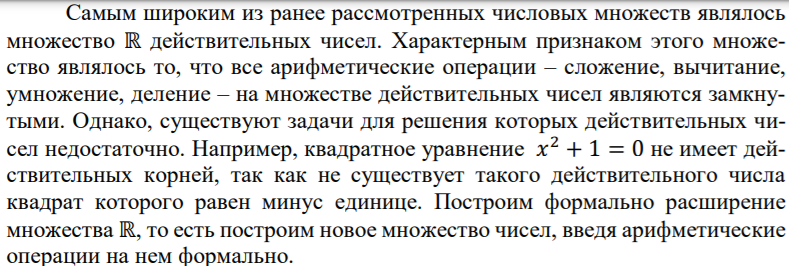 Самым широким из ранее рассмотренных числовых множеств являлось
множество ℝ действительных чисел. Характерным признаком этого множе-
ство являлось то, что все арифметические операции – сложение, вычитание,
умножение, деление – на множестве действительных чисел являются замкну-
тыми. Однако, существуют задачи для решения которых действительных чи-
сел недостаточно. Например, квадратное уравнение x² + 1 = 0 не имеет дей-
ствительных корней, так как не существует такого действительного числа
квадрат которого равен минус единице. Построим формально расширение
множества ℝ, то есть построим новое множество чисел, введя арифметические
операции на нем формально.